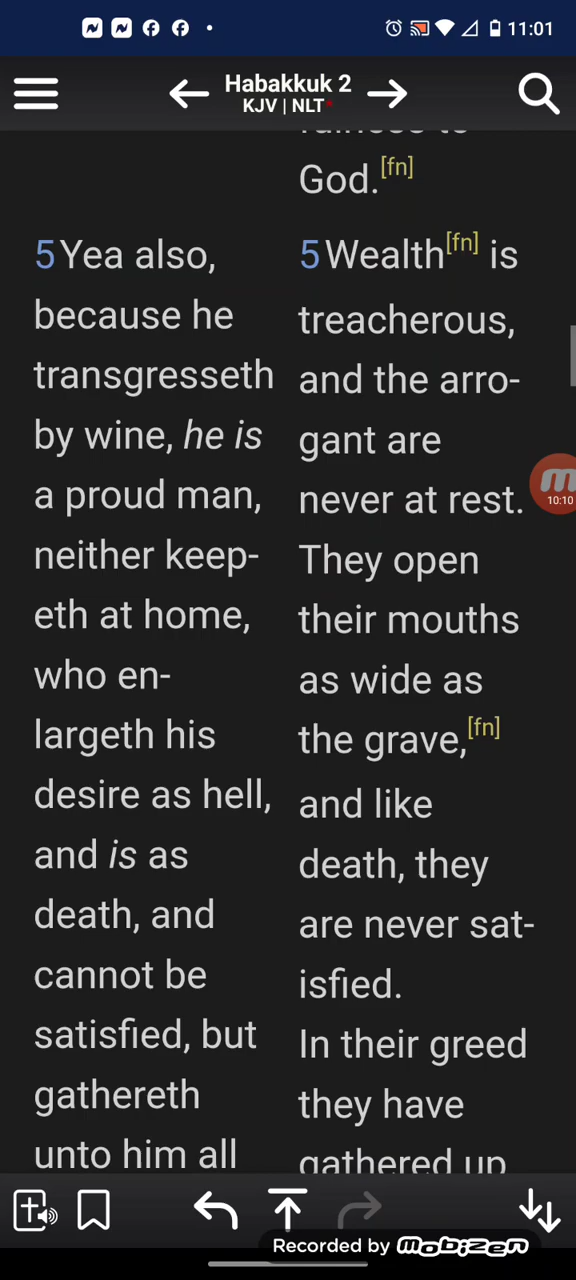 11:01
Habakkuk 2
KJV | NLT*
fulness to
God.[fn]
5 Yea also,
because he
transgresseth
by wine, he is
a proud man,
neither keep-
eth at home,
who en-
largeth his
desire as hell,
and is as
death, and
cannot be
satisfied, but
gathereth
unto him all
5 Wealth[fn] is
treacherous,
and the arro-
gant are
never at rest.
They open
their mouths
as wide as
the grave,[fn]
and like
death, they
are never sat-
isfied.
In their greed
they have
gathered up
10:10
Recorded by mobizen